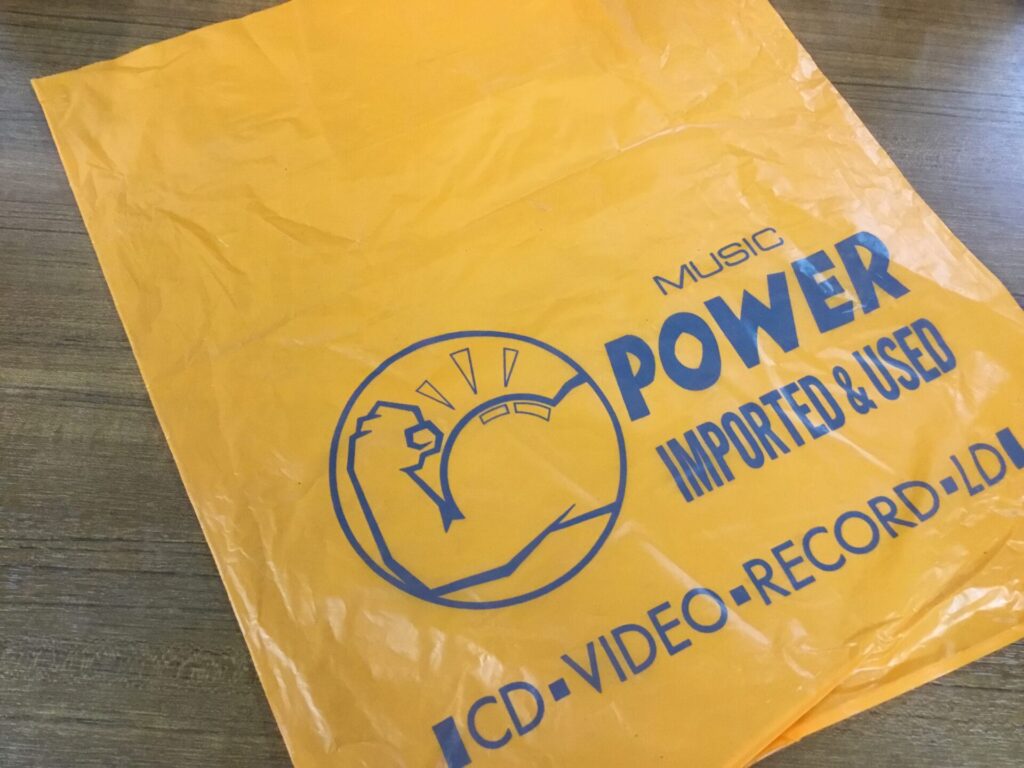 MUSIC
POWER
IMPORTED & USED
CD▪VIDEO▪RECORD▪LD